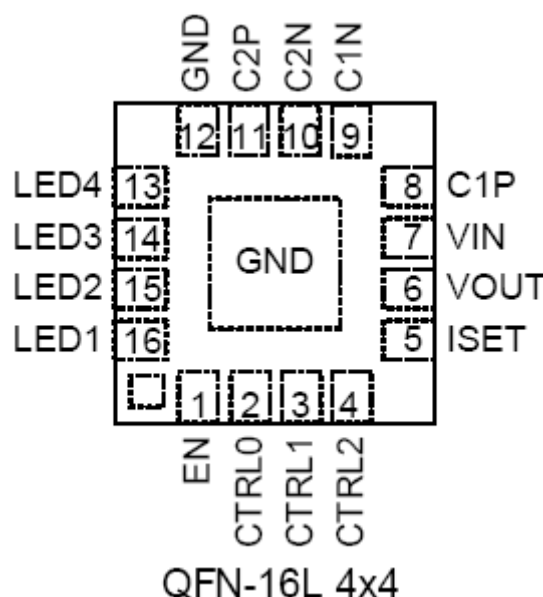 GND C2P C2N C1N
12 11 10 9
LED4 13 8 C1P
LED3 14 7 VIN
GND
LED2 15 6 VOUT
LED1 16 5 ISET
1 2 3 4
EN CTRL0 CTRL1 CTRL2
QFN-16L 4x4